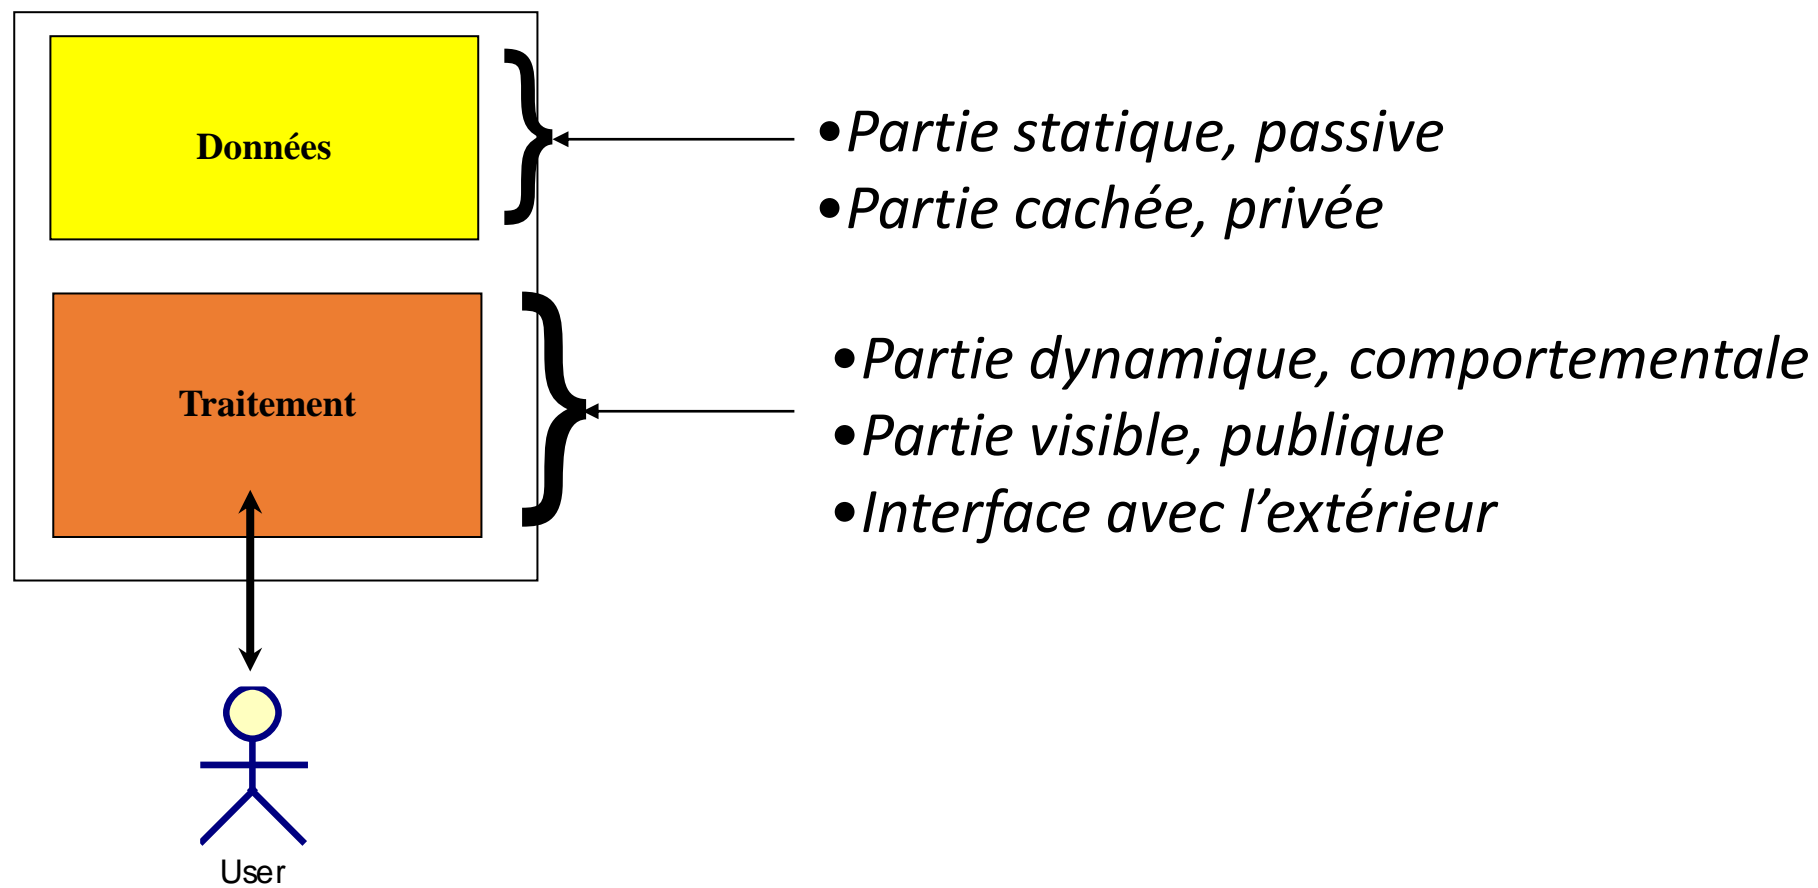 Données
•Partie statique, passive
•Partie cachée, privée
Traitement
•Partie dynamique, comportementale
•Partie visible, publique
•Interface avec l’extérieur
User